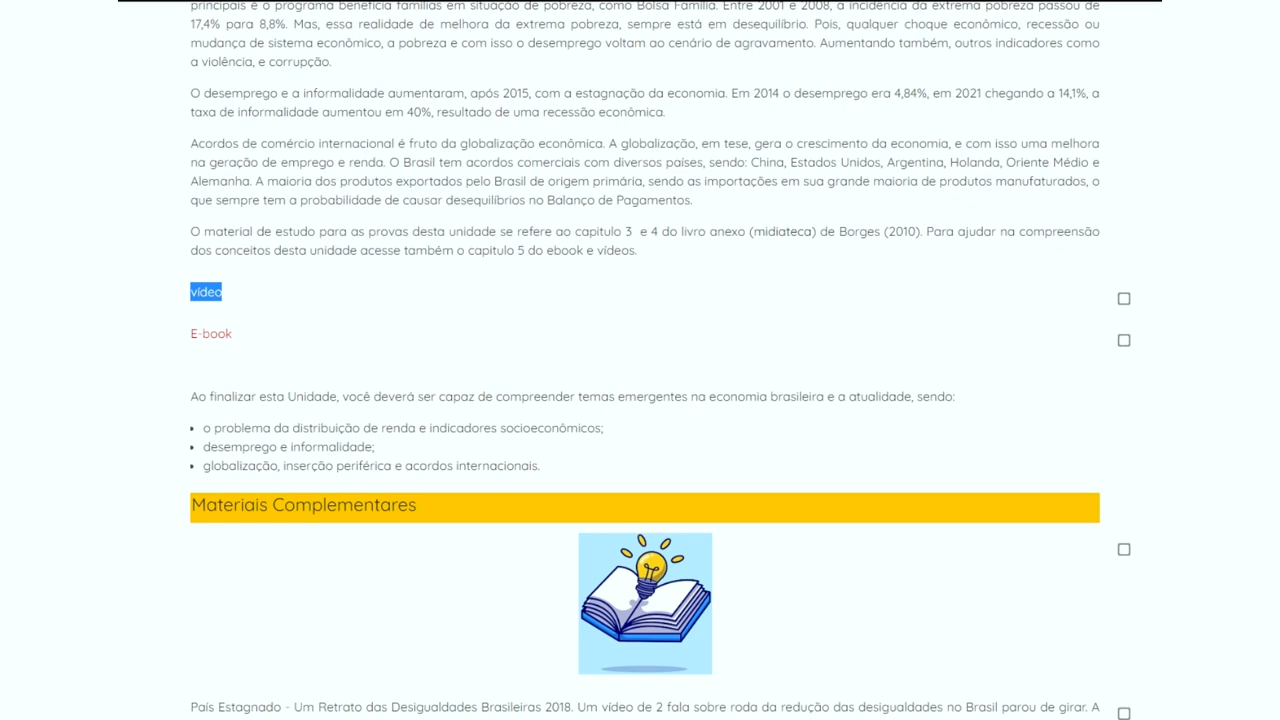 principais é o programa beneficia famílias em situação de pobreza, como Bolsa Família. Entre 2001 e 2008, a incidência da extrema pobreza passou de
17,4% para 8,8%. Mas, essa realidade de melhora da extrema pobreza, sempre está em desequilíbrio. Pois, qualquer choque econômico, recessão ou
mudança de sistema econômico, a pobreza e com isso o desemprego voltam ao cenário de agravamento. Aumentando também, outros indicadores como
a violência, e corrupção.
O desemprego e a informalidade aumentaram, após 2015, com a estagnação da economia. Em 2014 o desemprego era 4,84%, em 2021 chegando a 14,1%, a
taxa de informalidade aumentou em 40%, resultado de uma recessão econômica.
Acordos de comércio internacional é fruto da globalização econômica. A globalização, em tese, gera o crescimento da economia, e com isso uma melhora
na geração de emprego e renda. O Brasil tem acordos comerciais com diversos países, sendo: China, Estados Unidos, Argentina, Holanda, Oriente Médio e
Alemanha. A maioria dos produtos exportados pelo Brasil de origem primária, sendo as importações em sua grande maioria de produtos manufaturados, o
que sempre tem a probabilidade de causar desequilíbrios no Balanço de Pagamentos.
O material de estudo para as provas desta unidade se refere ao capitulo 3 e 4 do livro anexo (midiateca) de Borges (2010). Para ajudar na compreensão
dos conceitos desta unidade acesse também o capitulo 5 do ebook e vídeos.
vídeo
E-book
Ao finalizar esta Unidade, você deverá ser capaz de compreender temas emergentes na economia brasileira e a atualidade, sendo:
• o problema da distribuição de renda e indicadores socioeconômicos;
• desemprego e informalidade;
• globalização, inserção periférica e acordos internacionais.
Materiais Complementares
País Estagnado - Um Retrato das Desigualdades Brasileiras 2018. Um vídeo de 2 fala sobre roda da redução das desigualdades no Brasil parou de girar. A